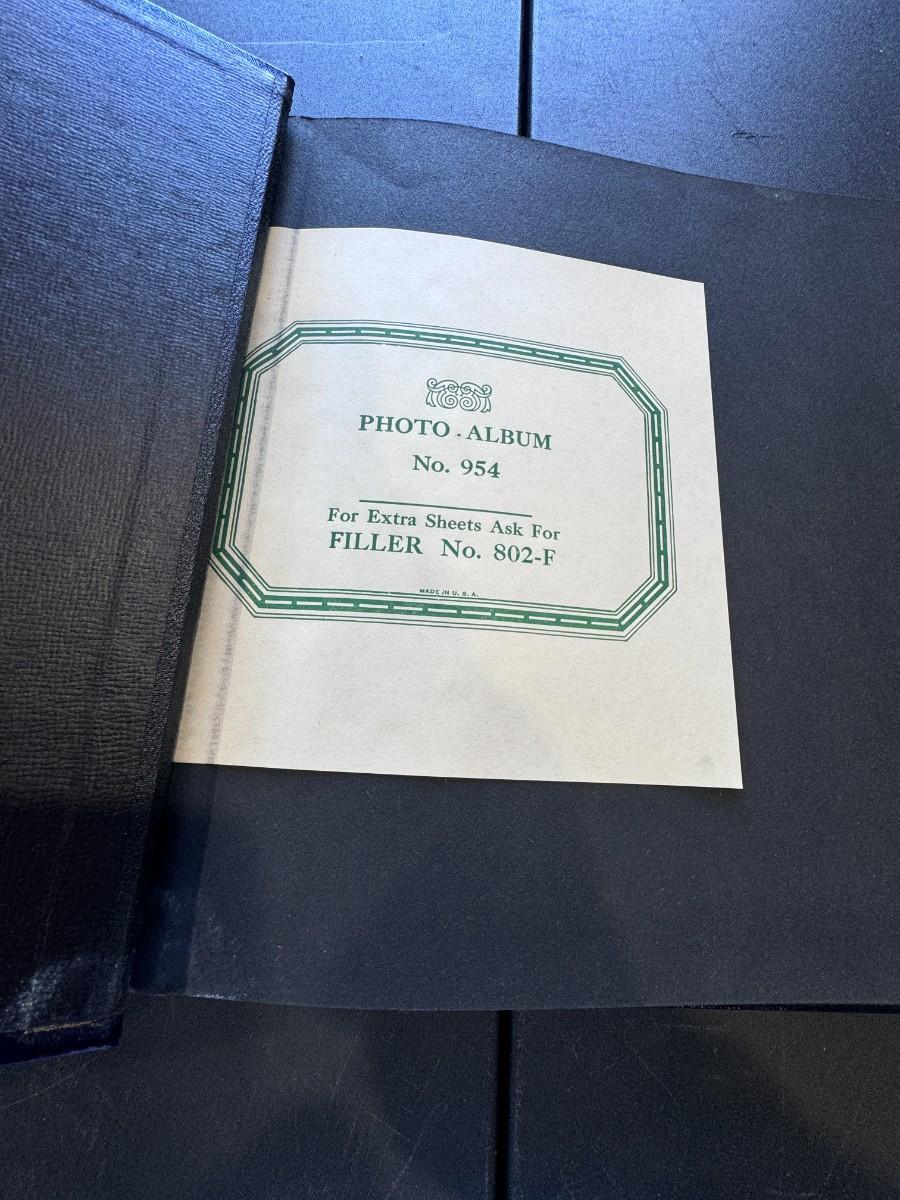 PHOTO · ALBUM
No. 954
For Extra Sheets Ask For
FILLER No. 802-F
MADE IN U. S. A.